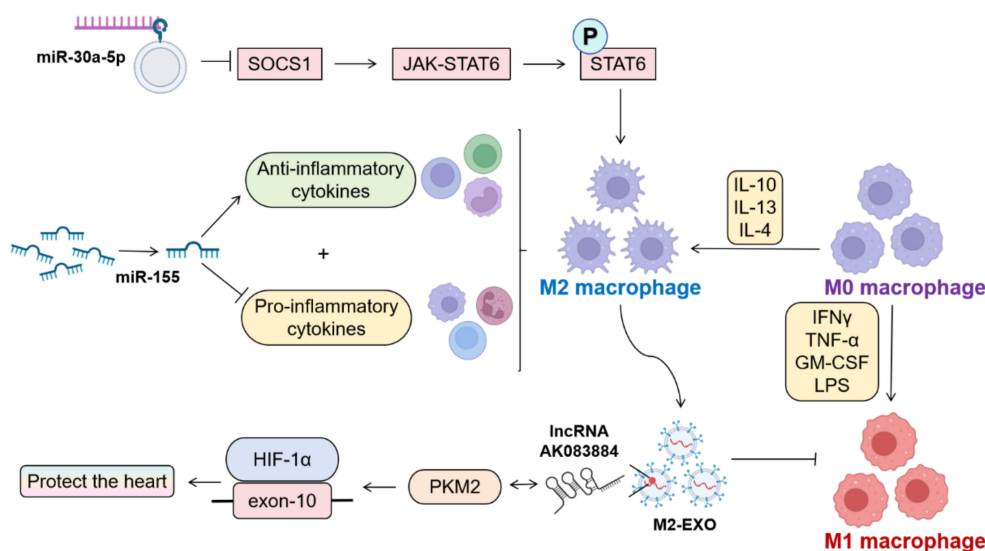 miR-30a-5p
SOCS1
JAK-STAT6
P
STAT6
Anti-inflammatory
cytokines
miR-155
+
Pro-inflammatory
cytokines
M2 macrophage
IL-10
IL-13
IL-4
M0 macrophage
IFNγ
TNF-α
GM-CSF
LPS
M1 macrophage
M2-EXO
lncRNA
AK083884
PKM2
HIF-1α
exon-10
Protect the heart